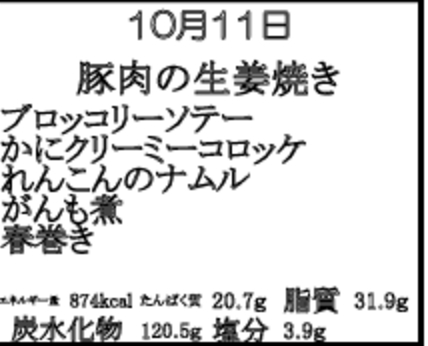 10月11日
豚肉の生姜焼き
ブロッコリーソテー
かにクリーミーコロッケ
れんこんのナムル
がんも煮
春巻き
エネルギー量 874kcal たんぱく質 20.7g 脂質 31.9g
炭水化物 120.5g 塩分 3.9g